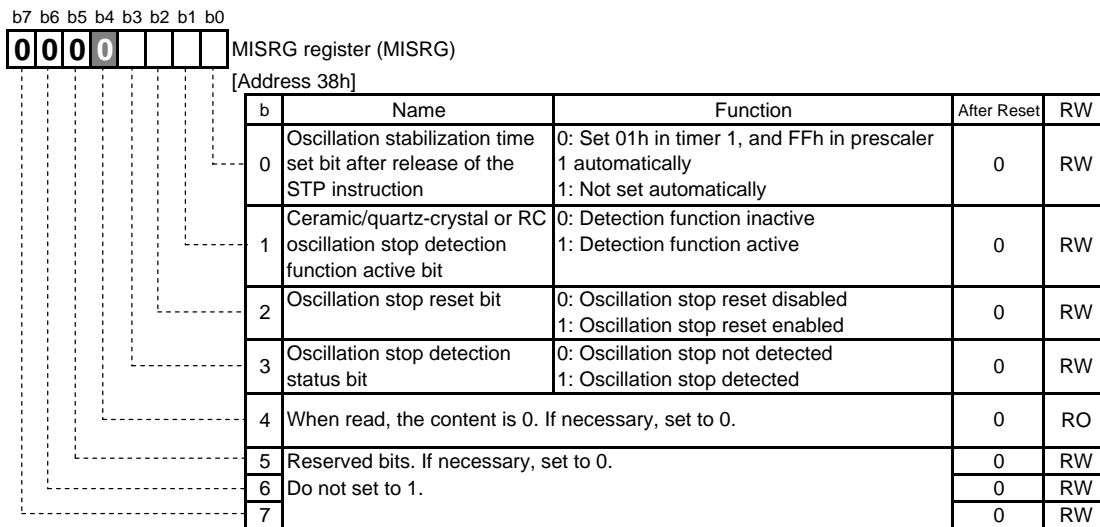 b7 b6 b5 b4 b3 b2 b1 b0
0 0 0 0
MISRG register (MISRG)
[Address 38h]
b Name Function After Reset RW
0 Oscillation stabilization time set bit after release of the STP instruction 0: Set 01h in timer 1, and FFh in prescaler 1 automatically 1: Not set automatically 0 RW
1 Ceramic/quartz-crystal or RC oscillation stop detection function active bit 0: Detection function inactive 1: Detection function active 0 RW
2 Oscillation stop reset bit 0: Oscillation stop reset disabled 1: Oscillation stop reset enabled 0 RW
3 Oscillation stop detection status bit 0: Oscillation stop not detected 1: Oscillation stop detected 0 RW
4 When read, the content is 0. If necessary, set to 0. 0 RO
5 Reserved bits. If necessary, set to 0. 0 RW
6 Do not set to 1. 0 RW
7 0 RW